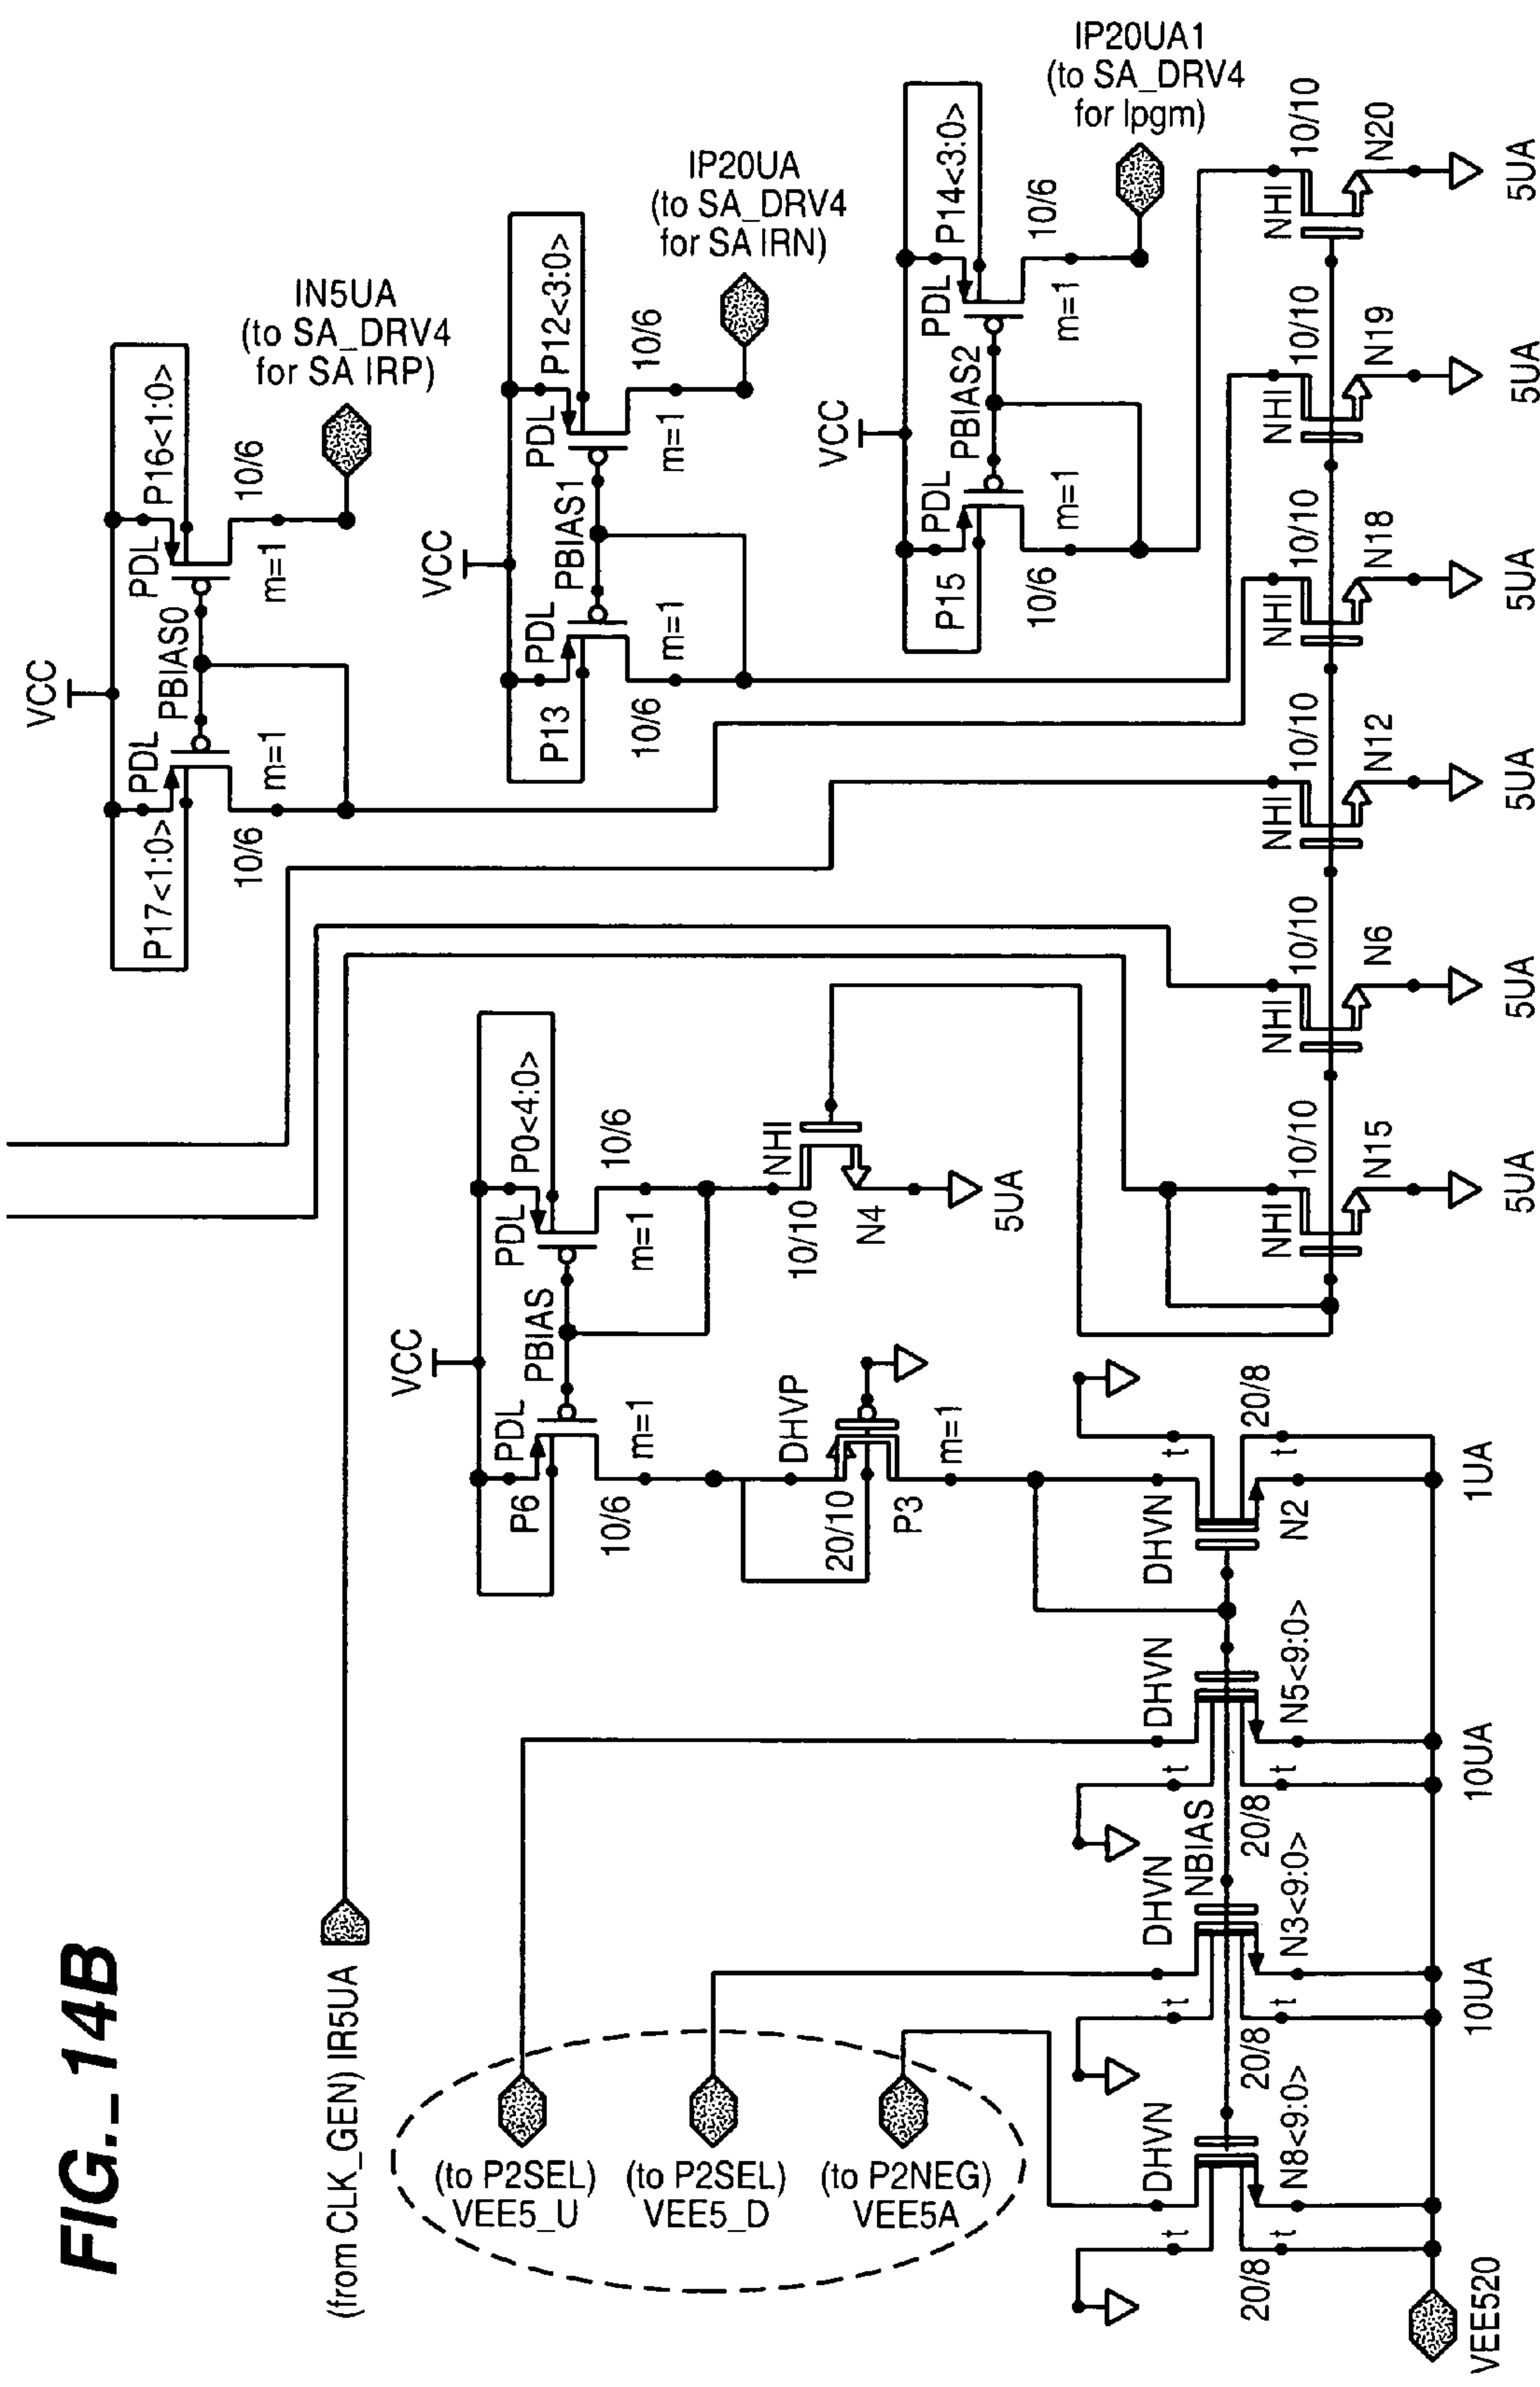 FIG._14B
VCC
P17<1:0>
PDL
PBIAS0
PDL
P16<1:0>
10/6
m=1
m=1
10/6
IN5UA
(to SA_DRV4
for SA IRP)
VCC
P13
PDL
PBIAS1
PDL
P12<3:0>
10/6
m=1
m=1
10/6
IP20UA
(to SA_DRV4
for SA IRN)
VCC
P15
PDL
PBIAS2
PDL
P14<3:0>
10/6
m=1
m=1
10/6
IP20UA1
(to SA_DRV4
for Ipgm)
(from CLK_GEN) IR5UA
VCC
P6
PDL
PBIAS
PDL
P0<4:0>
10/6
m=1
m=1
10/6
DHVP
20/10
P3
m=1
NHI
10/10
N4
5UA
(to P2SEL)
VEE5_U
(to P2SEL)
VEE5_D
(to P2NEG)
VEE5A
DHVN
t
t
20/8
N8<9:0>
DHVN
NBIAS
t
t
20/8
N3<9:0>
10UA
DHVN
t
t
20/8
N5<9:0>
10UA
DHVN
t
t
20/8
N2
1UA
VEE520
NHI
10/10
N15
5UA
NHI
10/10
N6
5UA
NHI
10/10
N12
5UA
NHI
10/10
N18
5UA
NHI
10/10
N19
5UA
NHI
10/10
N20
5UA